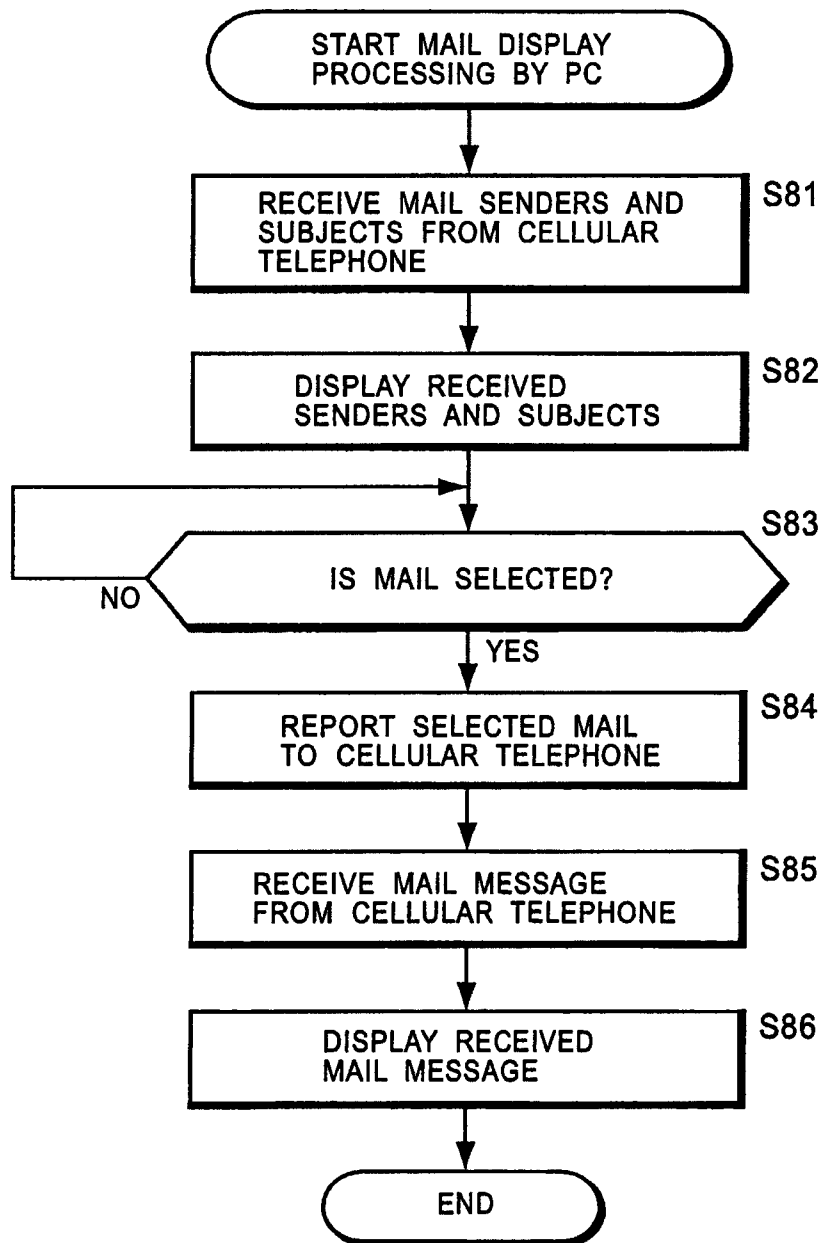 START MAIL DISPLAY
PROCESSING BY PC
S81
RECEIVE MAIL SENDERS AND
SUBJECTS FROM CELLULAR
TELEPHONE
S82
DISPLAY RECEIVED
SENDERS AND SUBJECTS
S83
IS MAIL SELECTED?
NO
YES
S84
REPORT SELECTED MAIL
TO CELLULAR TELEPHONE
S85
RECEIVE MAIL MESSAGE
FROM CELLULAR TELEPHONE
S86
DISPLAY RECEIVED
MAIL MESSAGE
END